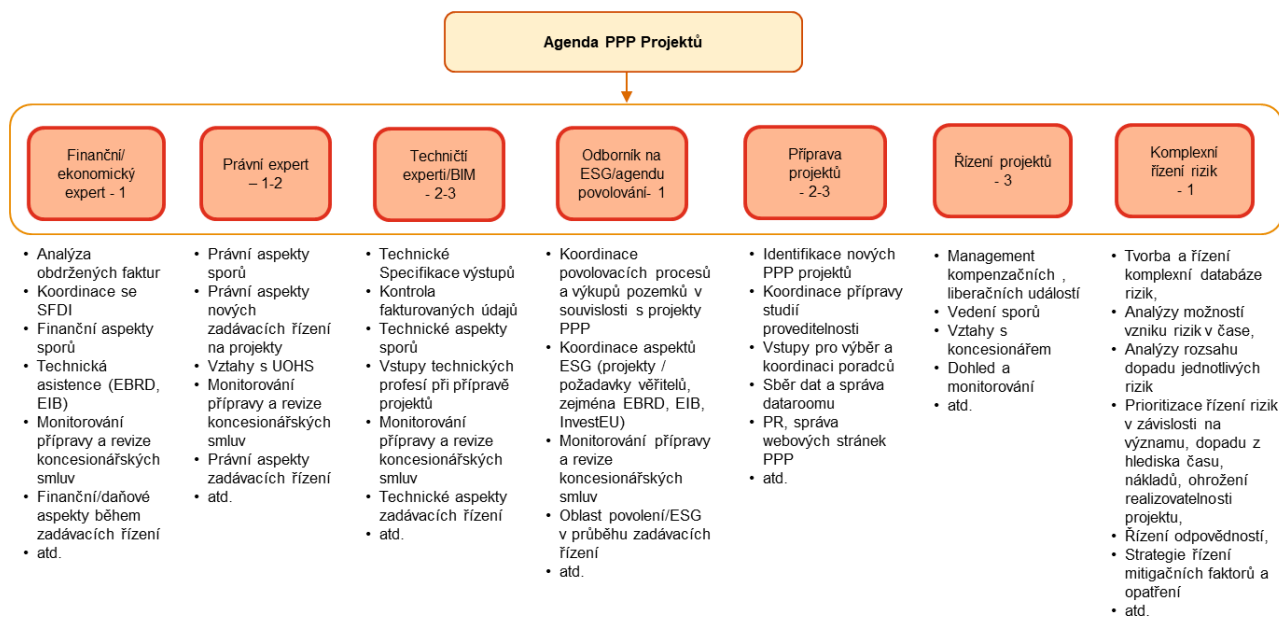 Agenda PPP Projektů
Finanční/
ekonomický
expert - 1
Právní expert
– 1-2
Techničtí
experti/BIM
- 2-3
Odborník na
ESG/agendu
povolování- 1
Příprava
projektů
- 2-3
Řízení projektů
- 3
Komplexní
řízení rizik
- 1
• Analýza
obdržených faktur
• Koordinace se
SFDI
• Finanční aspekty
sporů
• Technická
asistence (EBRD,
EIB)
• Monitorování
přípravy a revize
koncesionářských
smluv
• Finanční/daňové
aspekty během
zadávacích řízení
• atd.
• Právní aspekty
sporů
• Právní aspekty
nových
zadávacích řízení
na projekty
• Vztahy s UOHS
• Monitorování
přípravy a revize
koncesionářských
smluv
• Právní aspekty
zadávacích řízení
• atd.
• Technické
Specifikace výstupů
• Kontrola
fakturovaných údajů
• Technické aspekty
sporů
• Vstupy technických
profesí při přípravě
projektů
• Monitorování
přípravy a revize
koncesionářských
smluv
• Technické aspekty
zadávacích řízení
• atd.
• Koordinace
povolovacích procesů
a výkupů pozemků v
souvislosti s projekty
PPP
• Koordinace aspektů
ESG (projekty /
požadavky věřitelů,
zejména EBRD, EIB,
InvestEU)
• Monitorování přípravy
a revize
koncesionářských
smluv
• Oblast povolení/ESG
v průběhu zadávacích
řízení
• atd.
• Identifikace nových
PPP projektů
• Koordinace přípravy
studií
proveditelnosti
• Vstupy pro výběr a
koordinaci poradců
• Sběr dat a správa
dataroomu
• PR, správa
webových stránek
PPP
• atd.
• Management
kompenzačních ,
liberačních událostí
• Vedení sporů
• Vztahy s
koncesionářem
• Dohled a
monitorování
• atd.
• Tvorba a řízení
komplexní databáze
rizik,
• Analýzy možností
vzniku rizik v čase,
• Analýzy rozsahu
dopadu jednotlivých
rizik
• Prioritizace řízení rizik
v závislosti na
významu, dopadu z
hlediska času,
nákladů, ohrožení
realizovatelnosti
projektu,
• Řízení odpovědností,
• Strategie řízení
mitigačních faktorů a
opatření
• atd.